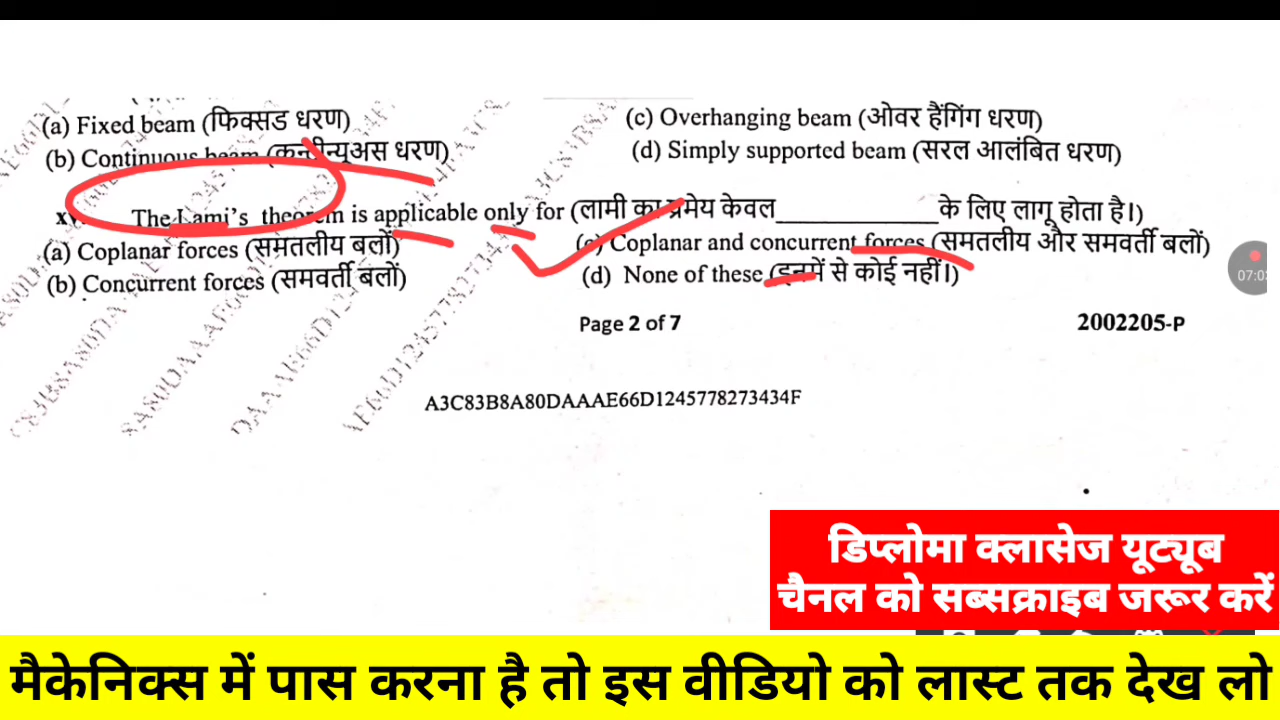 (a) Fixed beam (फिक्सड धरण)
(c) Overhanging beam (ओवर हैंगिंग धरण)
(b) Continuous beam (कन्टीन्यूअस धरण)
(d) Simply supported beam (सरल आलंबित धरण)
The Lami's theorem is applicable only for (लामी का प्रमेय केवल____________के लिए लागू होता है।)
(a) Coplanar forces (समतलीय बलों)
(c) Coplanar and concurrent forces (समतलीय और समवर्ती बलों)
(b) Concurrent forces (समवर्ती बलों)
(d) None of these (इनमें से कोई नहीं।)
07:03
Page 2 of 7
2002205-P
A3C83B8A80DAAAE66D1245778273434F
डिप्लोमा क्लासेज यूट्यूब
चैनल को सब्सक्राइब जरूर करें
मैकेनिक्स में पास करना है तो इस वीडियो को लास्ट तक देख लो